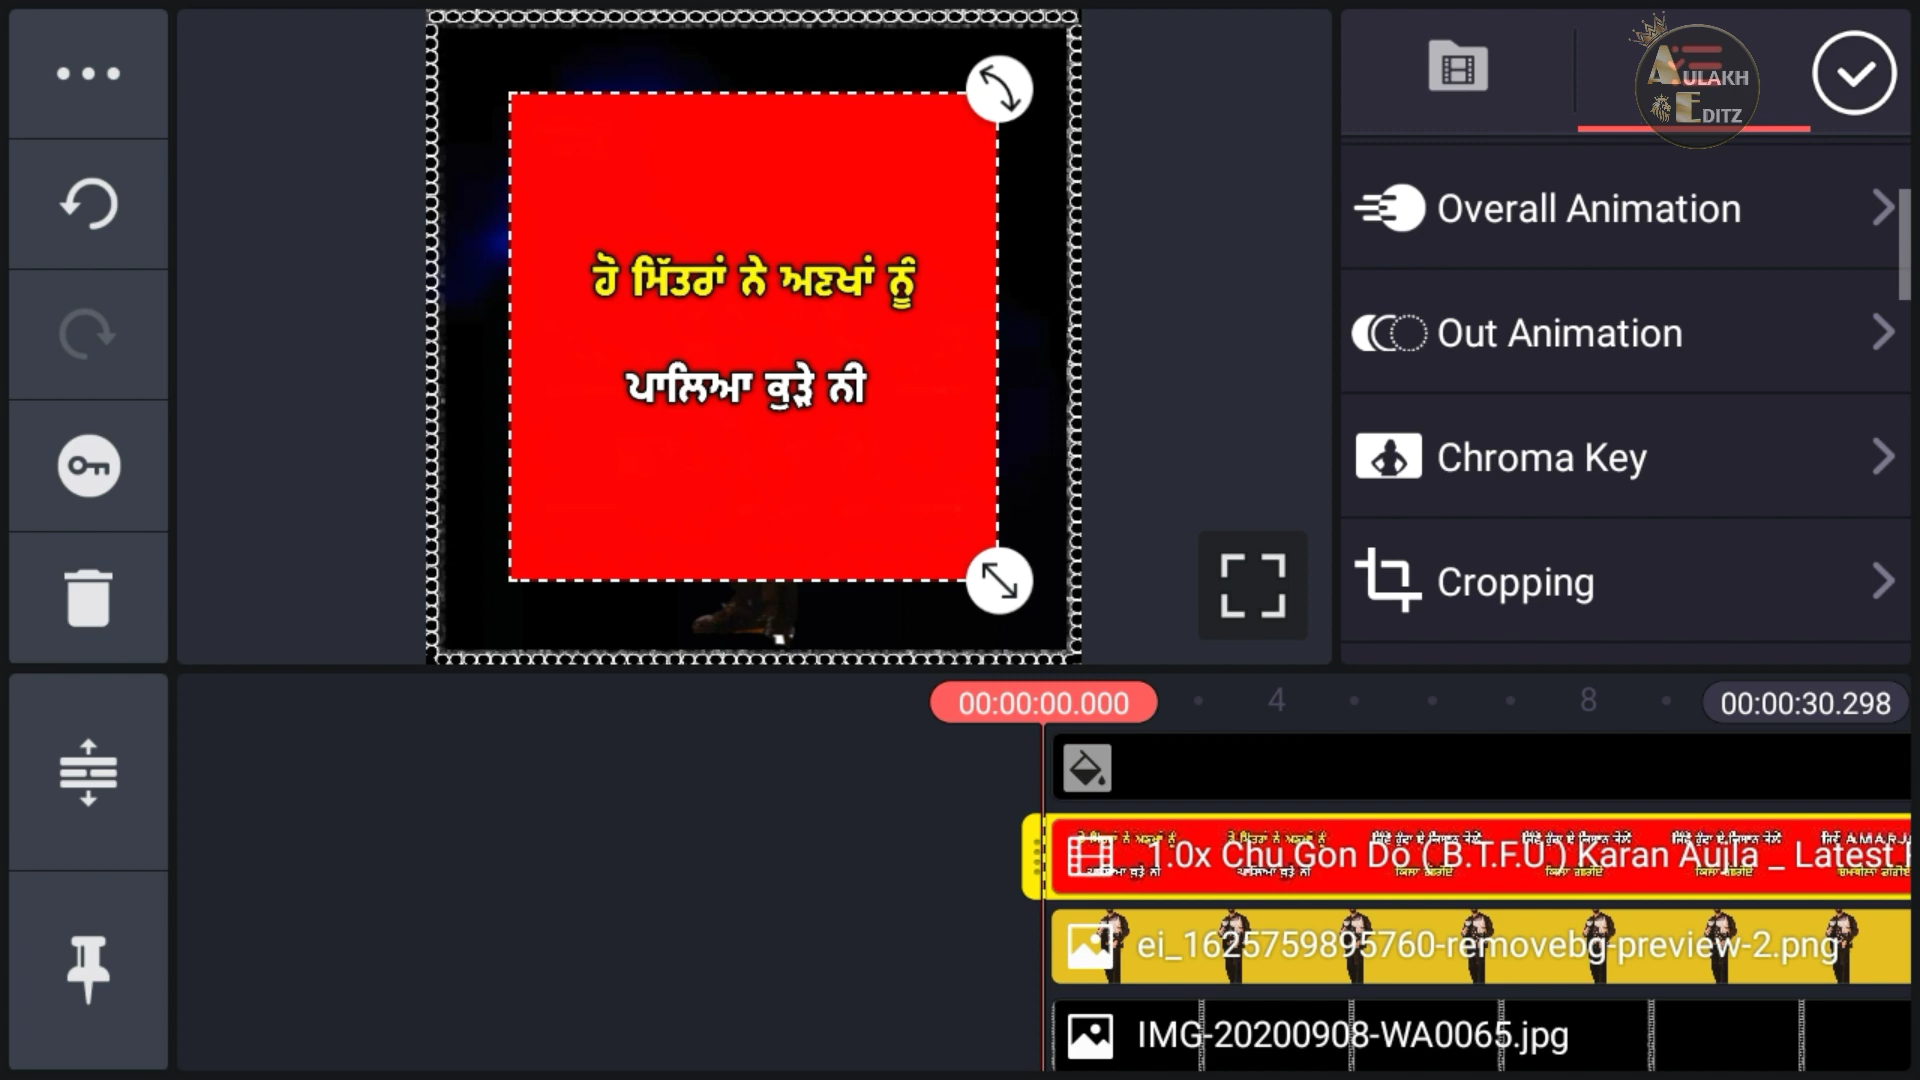 AULAKH
EDITZ
Overall Animation
Out Animation
Chroma Key
Cropping
ਹੋ ਮਿੱਤਰਾਂ ਨੇ ਅਣਖਾਂ ਨੂੰ
ਪਾਲਿਆ ਕੁੜੇ ਨੀ
00:00:00.000
4
8
00:00:30.298
1.0x Chu Gon Do ( B.T.F.U ) Karan Aujla _ Latest
ei_1625759895760-removebg-preview-2.png
IMG-20200908-WA0065.jpg